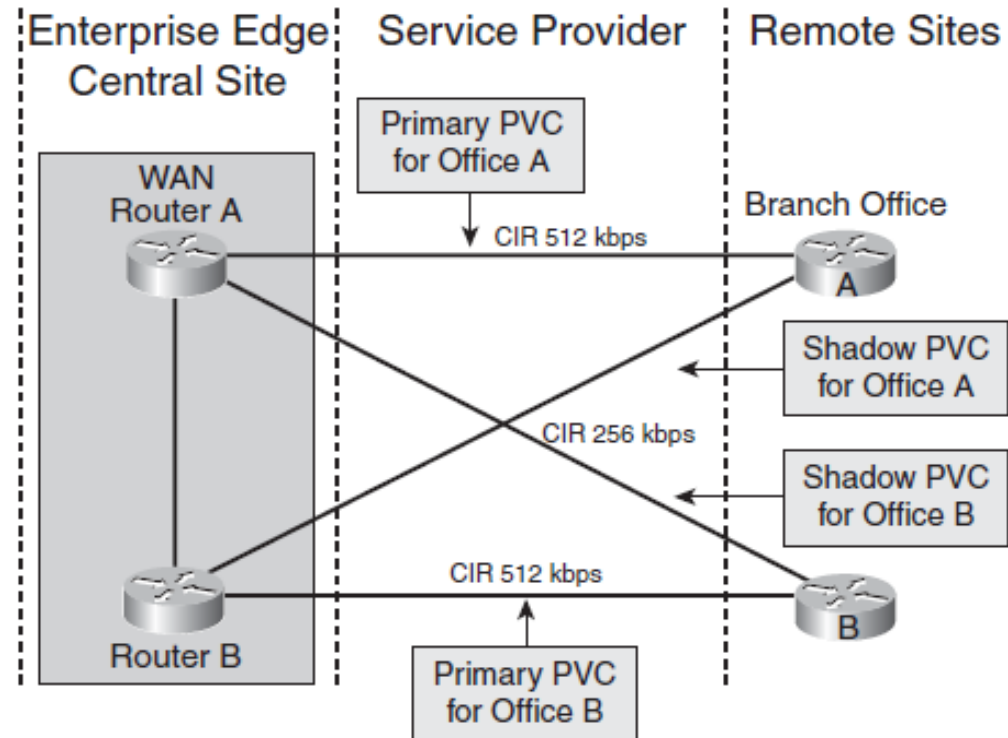 Enterprise Edge
Central Site
Service Provider
Remote Sites
Primary PVC
for Office A
WAN
Router A
Branch Office
CIR 512 kbps
A
Shadow PVC
for Office A
CIR 256 kbps
Shadow PVC
for Office B
CIR 512 kbps
B
Router B
Primary PVC
for Office B